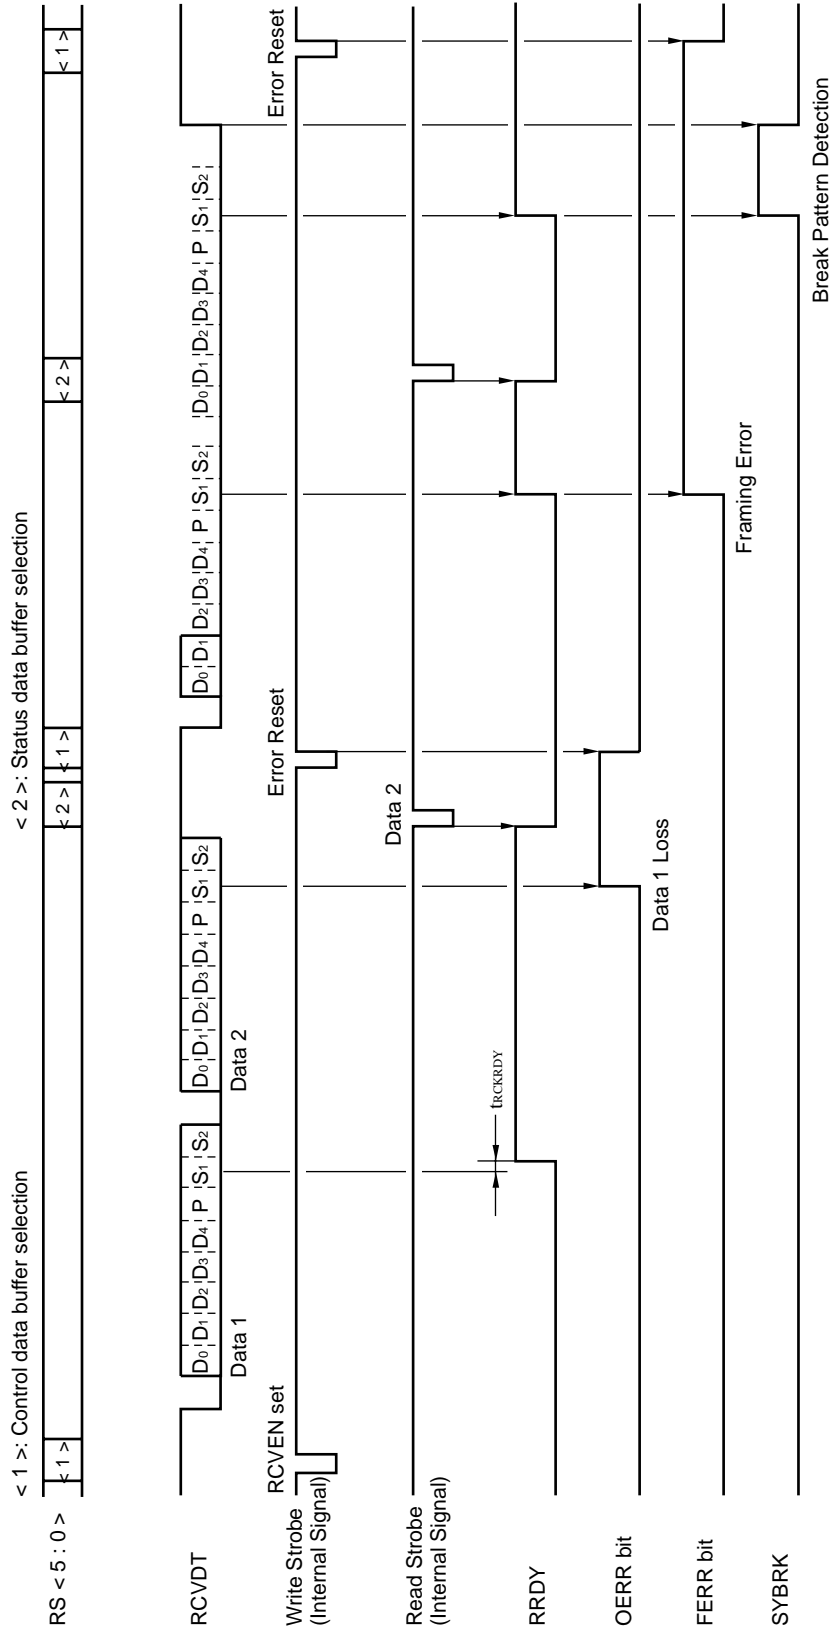 < 1 >: Control data buffer selection
< 2 >: Status data buffer selection
RS < 5 : 0 >
< 1 >
< 2 >
< 1 >
< 2 >
< 1 >
RCVDT
D0 D1 D2 D3 D4 P S1 S2
D0 D1 D2 D3 D4 P S1 S2
D0 D1 D2 D3 D4 P S1 S2
D0 D1 D2 D3 D4 P S1 S2
Data 1
Data 2
RCVEN set
Error Reset
Error Reset
Write Strobe
(Internal Signal)
Data 2
Read Strobe
(Internal Signal)
tRCKRDY
RRDY
OERR bit
Data 1 Loss
FERR bit
Framing Error
SYBRK
Break Pattern Detection